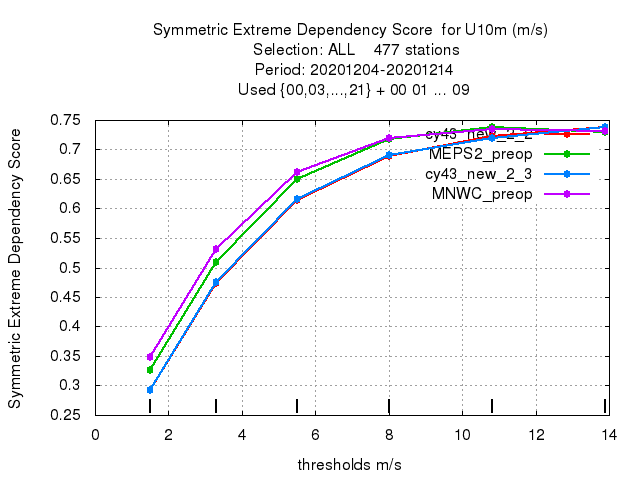 Symmetric Extreme Dependency Score  for U10m (m/s)
Selection: ALL    477 stations
Period: 20201204-20201214
Used {00,03,...,21} + 00 01 ... 09
Symmetric Extreme Dependency Score
0.75
0.7
0.65
0.6
0.55
0.5
0.45
0.4
0.35
0.3
0.25
cy43_new_2_2
MEPS2_preop
cy43_new_2_3
MNWC_preop
0 2 4 6 8 10 12 14
thresholds m/s